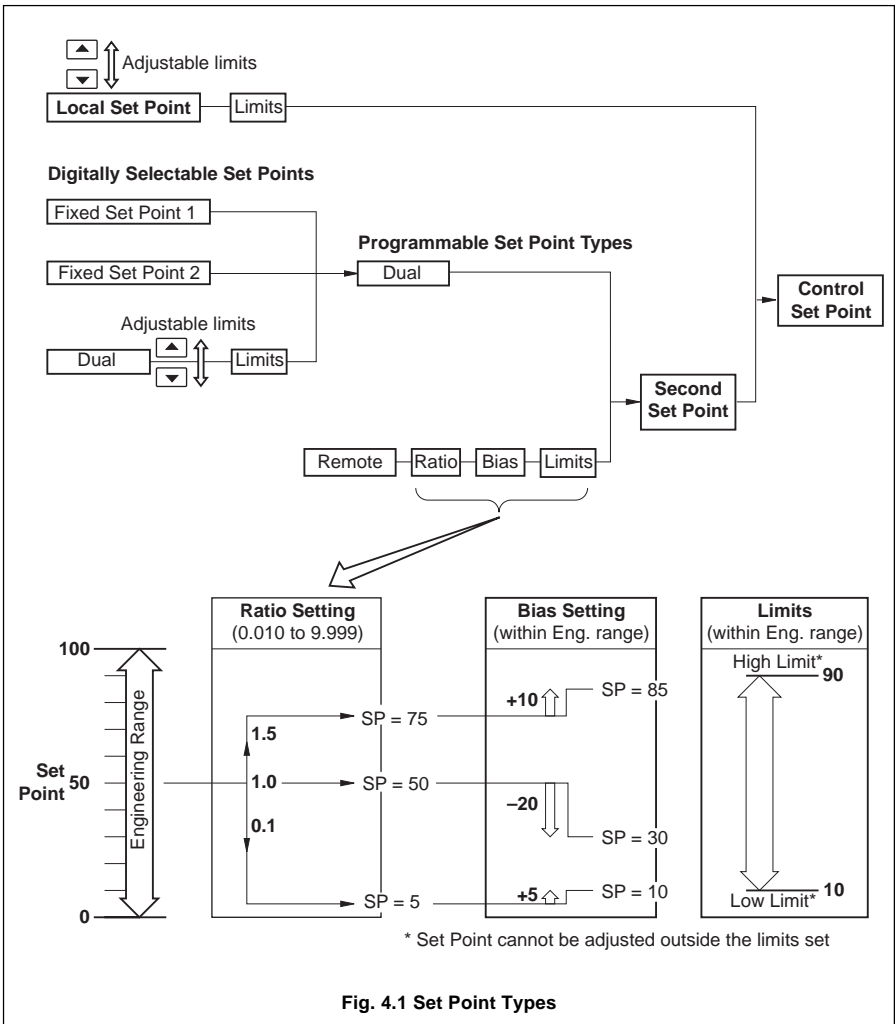 Adjustable limits
Local Set Point
Limits
Digitally Selectable Set Points
Fixed Set Point 1
Fixed Set Point 2
Programmable Set Point Types
Dual
Control
Set Point
Adjustable limits
Dual
Limits
Second
Set Point
Remote
Ratio
Bias
Limits
Ratio Setting
(0.010 to 9.999)
Bias Setting
(within Eng. range)
Limits
(within Eng. range)
100
High Limit*
90
Engineering Range
1.5
SP = 75
+10
SP = 85
Set
Point
50
1.0
SP = 50
–20
0.1
SP = 30
SP = 5
+5
SP = 10
10
Low Limit*
0
* Set Point cannot be adjusted outside the limits set
Fig. 4.1 Set Point Types